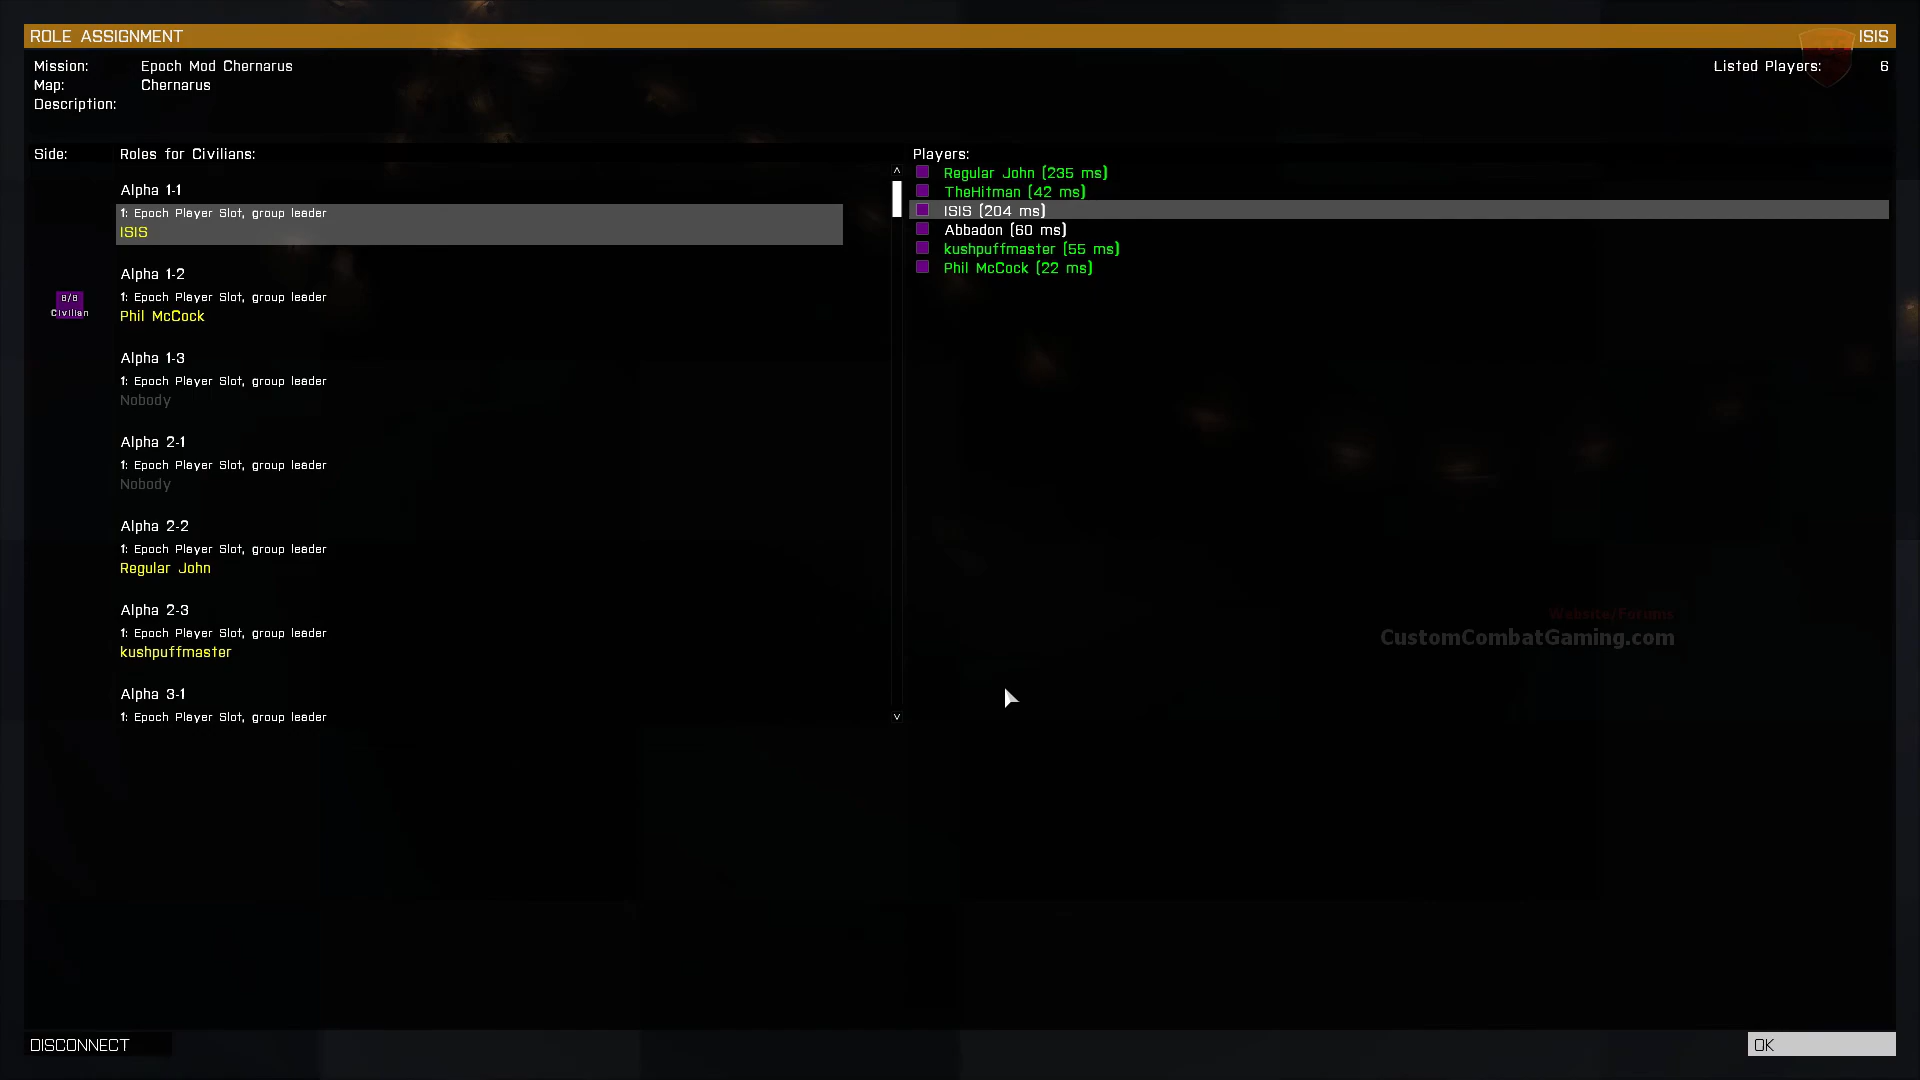 ROLE ASSIGNMENT
ISIS
Mission: Epoch Mod Chernarus
Listed Players: 6
Map: Chernarus
Description:
Side:
Roles for Civilians:
Alpha 1-1
1: Epoch Player Slot, group leader
ISIS
Alpha 1-2
1: Epoch Player Slot, group leader
Phil McCock
Alpha 1-3
1: Epoch Player Slot, group leader
Nobody
Alpha 2-1
1: Epoch Player Slot, group leader
Nobody
Alpha 2-2
1: Epoch Player Slot, group leader
Regular John
Alpha 2-3
1: Epoch Player Slot, group leader
kushpuffmaster
Alpha 3-1
1: Epoch Player Slot, group leader
Civilian
Players:
Regular John (235 ms)
TheHitman (42 ms)
ISIS (204 ms)
Abbadon (60 ms)
kushpuffmaster (55 ms)
Phil McCock (22 ms)
Website/Forums
CustomCombatGaming.com
DISCONNECT
OK